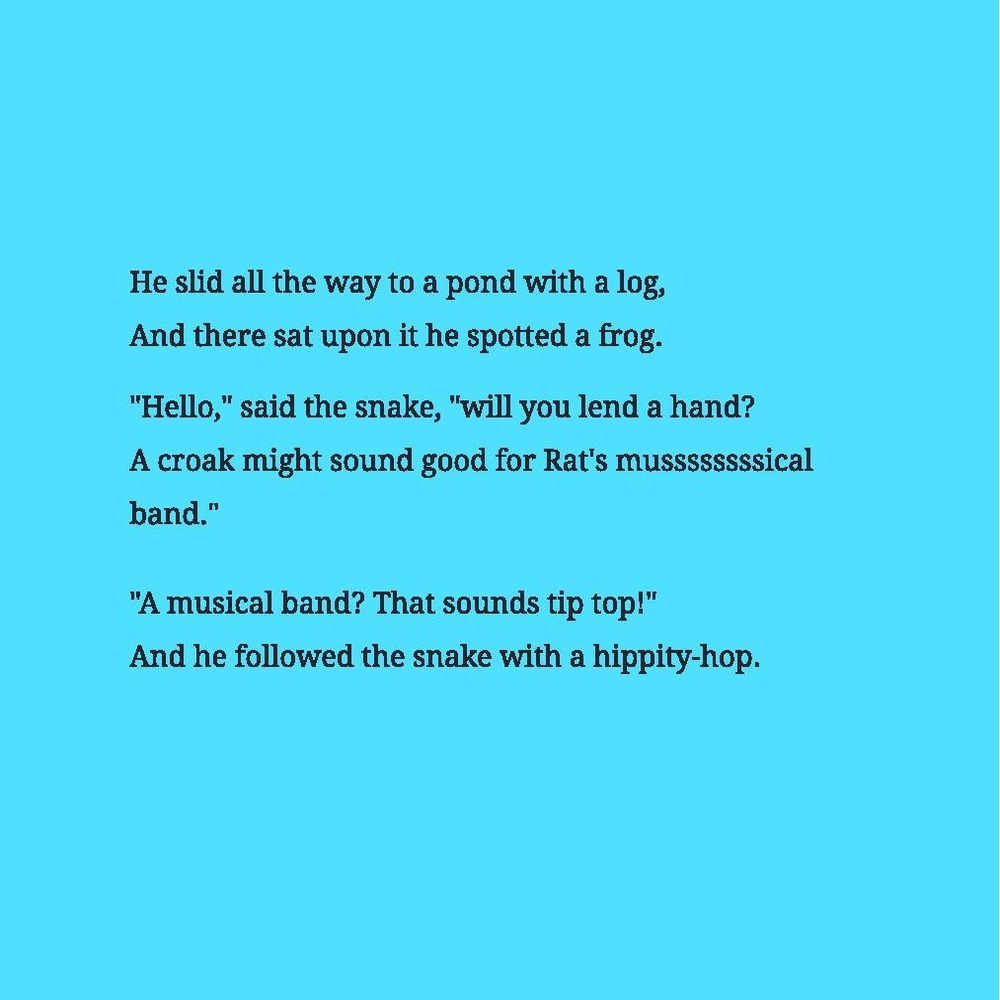 He slid all the way to a pond with a log,
And there sat upon it he spotted a frog.
"Hello," said the snake, "will you lend a hand?
A croak might sound good for Rat's mussssssssical
band."
"A musical band? That sounds tip top!"
And he followed the snake with a hippity-hop.